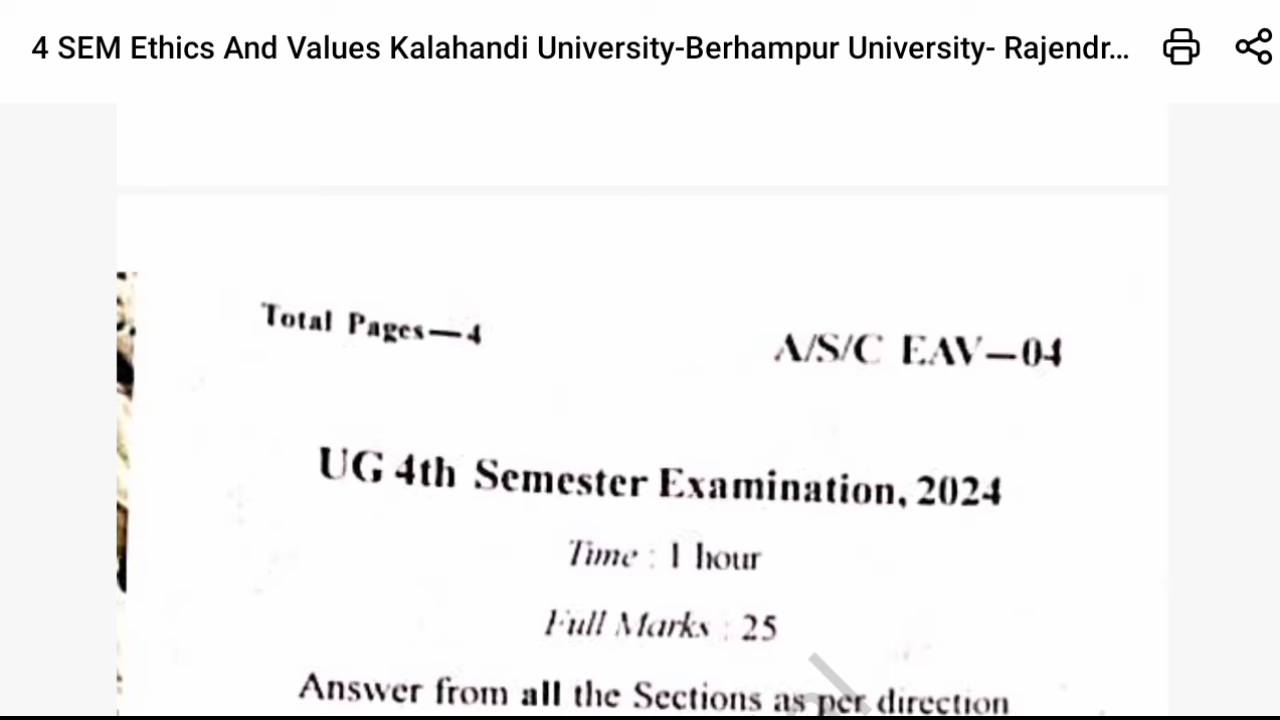 4 SEM Ethics And Values Kalahandi University-Berhampur University- Rajendr...
Total Pages—4
A/S/C EAV—04
UG 4th Semester Examination, 2024
Time : 1 hour
Full Marks : 25
Answer from all the Sections as per direction